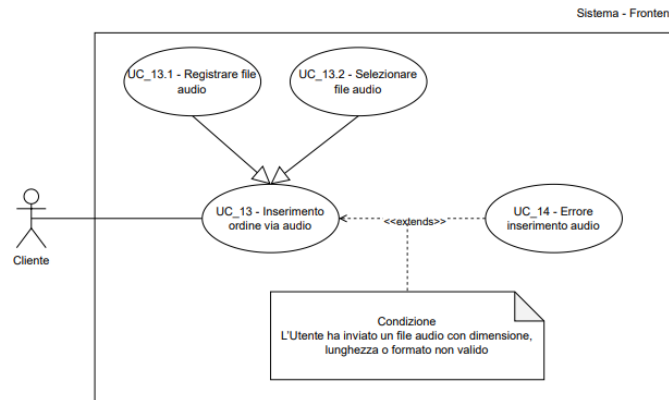 Sistema - Fronten
UC_13.1 - Registrare file
audio
UC_13.2 - Selezionare
file audio
UC_13 - Inserimento
ordine via audio
<<extends>>
UC_14 - Errore
inserimento audio
Cliente
Condizione
L'Utente ha inviato un file audio con dimensione,
lunghezza o formato non valido